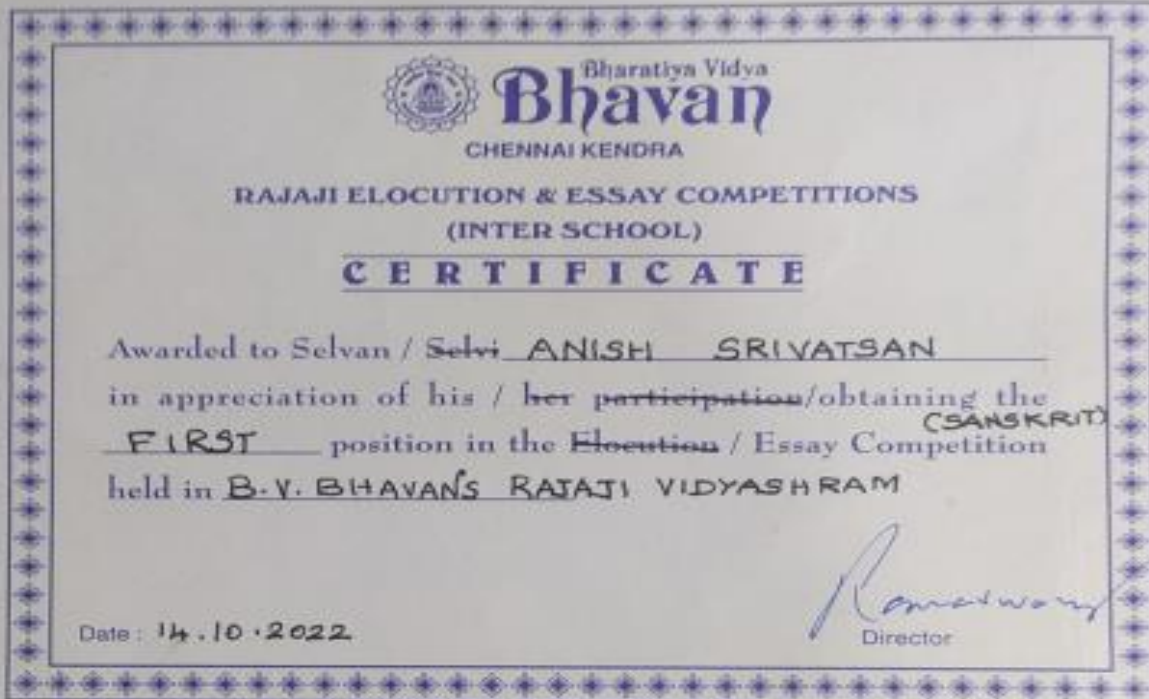 Bharatiya Vidya
Bhavan
CHENNAI KENDRA
RAJAJI ELOCUTION & ESSAY COMPETITIONS
(INTER SCHOOL)
CERTIFICATE
Awarded to Selvan / Selvi ANISH SRIVATSAN
in appreciation of his / her participation/obtaining the
(SANSKRIT)
FIRST position in the Elocution / Essay Competition
held in B.V. BHAVAN'S RAJAJI VIDYASHRAM
Ramaswamy
Date : 14.10.2022
Director